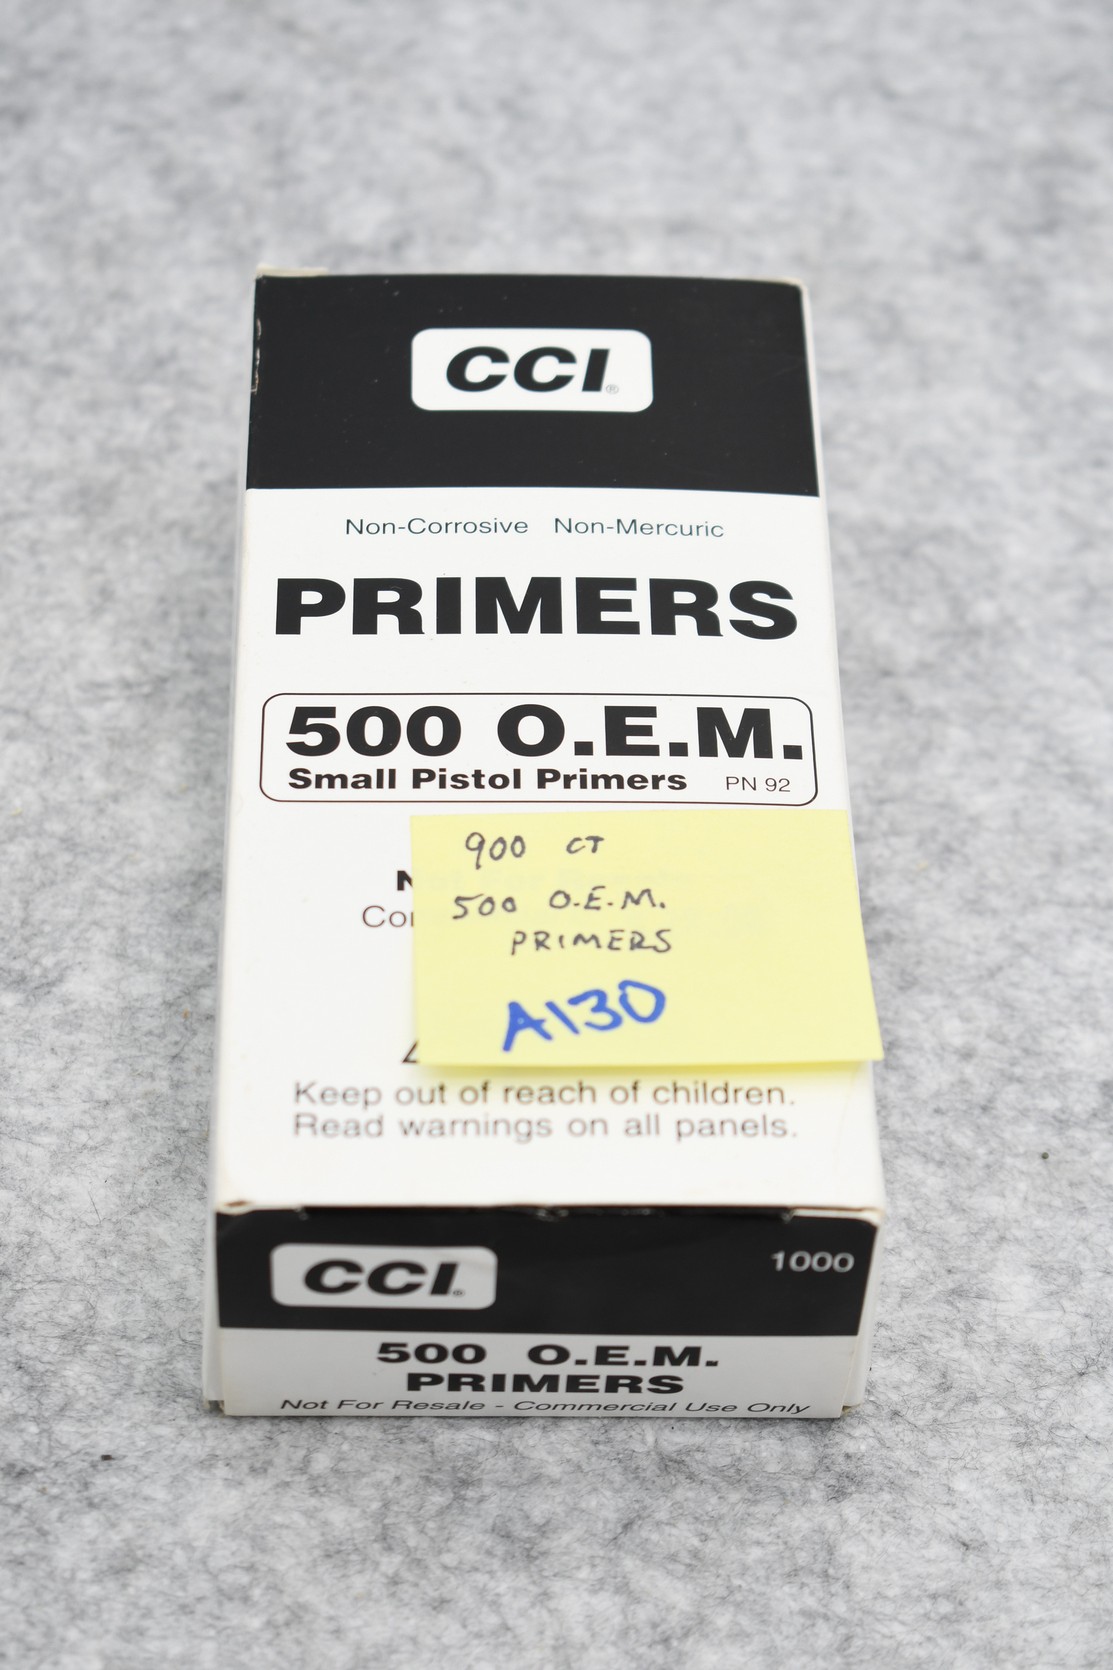 CCI®
Non-Corrosive Non-Mercuric
PRIMERS
500 O.E.M.
Small Pistol Primers PN 92
900 CT
500 O.E.M.
PRIMERS
A130
Keep out of reach of children.
Read warnings on all panels.
CCI®
1000
500 O.E.M.
PRIMERS
Not For Resale - Commercial Use Only